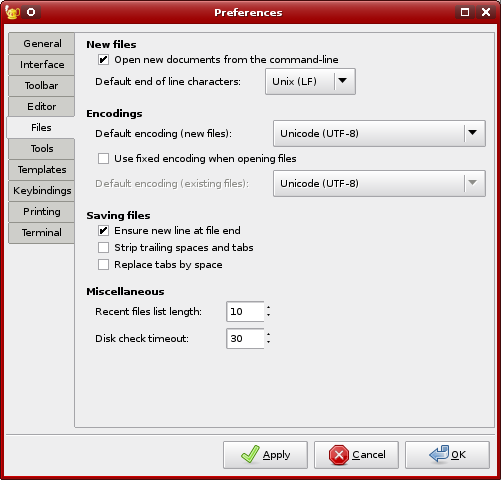 Preferences
General
Interface
Toolbar
Editor
Files
Tools
Templates
Keybindings
Printing
Terminal
New files
Open new documents from the command-line
Default end of line characters: Unix (LF)
Encodings
Default encoding (new files): Unicode (UTF-8)
Use fixed encoding when opening files
Default encoding (existing files): Unicode (UTF-8)
Saving files
Ensure new line at file end
Strip trailing spaces and tabs
Replace tabs by space
Miscellaneous
Recent files list length: 10
Disk check timeout: 30
Apply Cancel OK